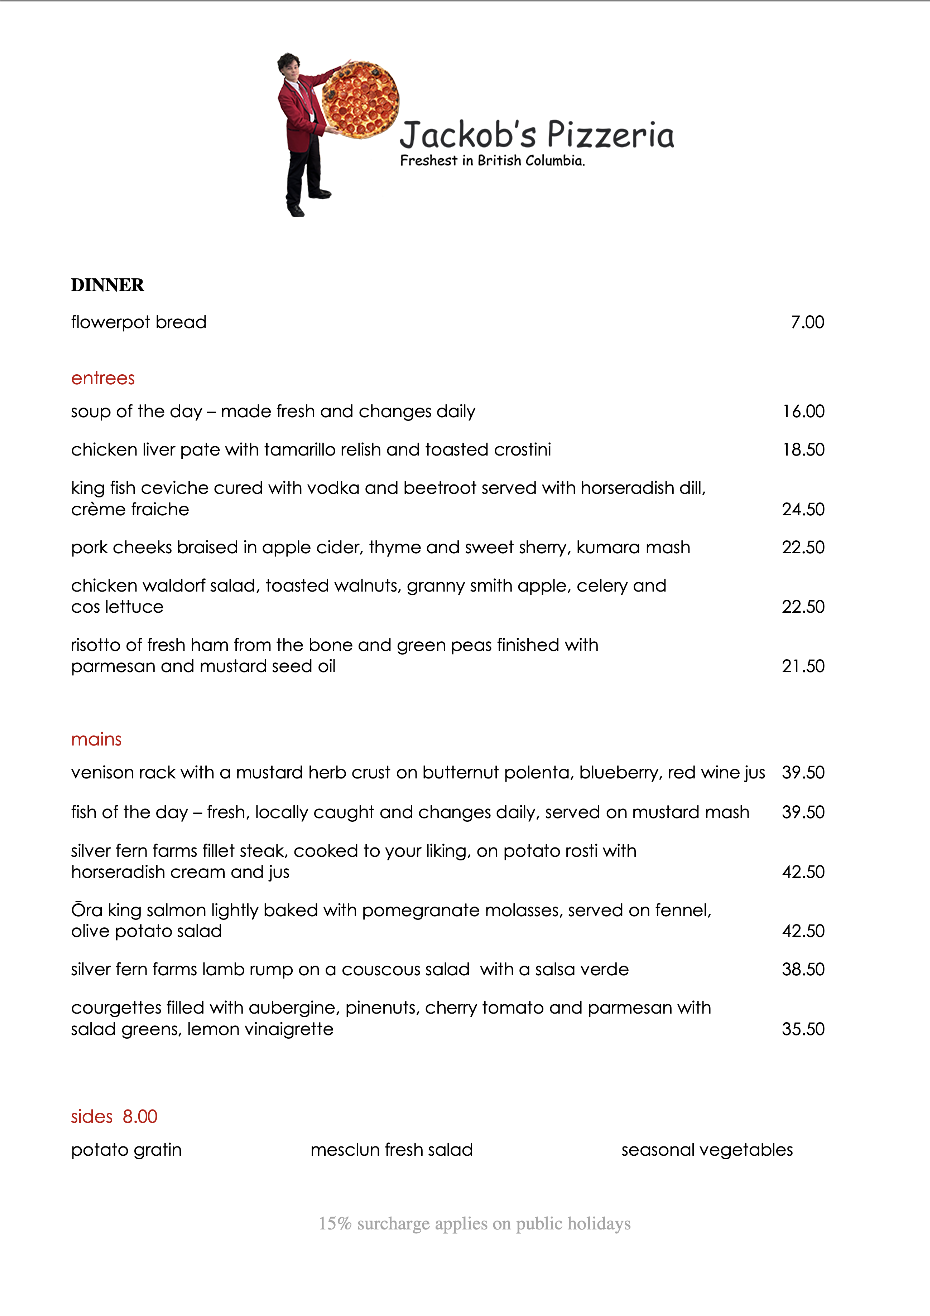 Jackob's Pizzeria
Freshest in British Columbia.
DINNER
flowerpot bread 7.00
entrees
soup of the day – made fresh and changes daily 16.00
chicken liver pate with tamarillo relish and toasted crostini 18.50
king fish ceviche cured with vodka and beetroot served with horseradish dill,
crème fraiche 24.50
pork cheeks braised in apple cider, thyme and sweet sherry, kumara mash 22.50
chicken waldorf salad, toasted walnuts, granny smith apple, celery and
cos lettuce 22.50
risotto of fresh ham from the bone and green peas finished with
parmesan and mustard seed oil 21.50
mains
venison rack with a mustard herb crust on butternut polenta, blueberry, red wine jus 39.50
fish of the day – fresh, locally caught and changes daily, served on mustard mash 39.50
silver fern farms fillet steak, cooked to your liking, on potato rosti with
horseradish cream and jus 42.50
Ōra king salmon lightly baked with pomegranate molasses, served on fennel,
olive potato salad 42.50
silver fern farms lamb rump on a couscous salad  with a salsa verde 38.50
courgettes filled with aubergine, pinenuts, cherry tomato and parmesan with
salad greens, lemon vinaigrette 35.50
sides  8.00
potato gratin mesclun fresh salad seasonal vegetables
15% surcharge applies on public holidays